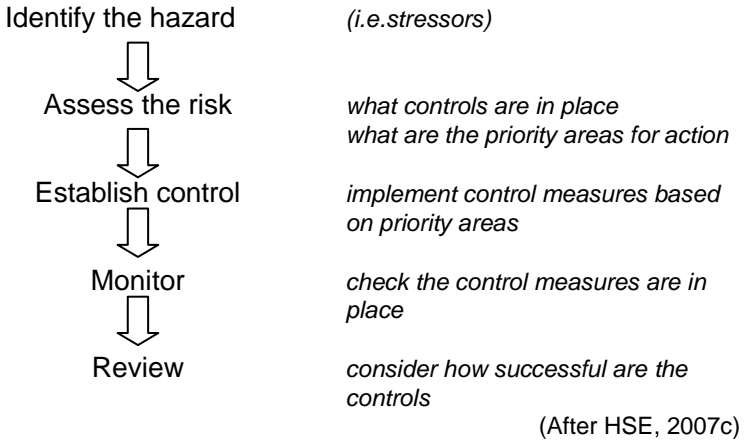 Identify the hazard (i.e.stressors)
Assess the risk what controls are in place
what are the priority areas for action
Establish control implement control measures based
on priority areas
Monitor check the control measures are in
place
Review consider how successful are the
controls
(After HSE, 2007c)